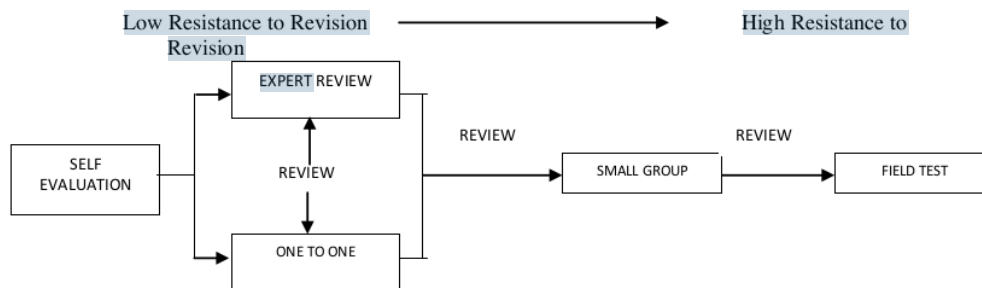 Low Resistance to Revision High Resistance to
Revision
EXPERT REVIEW
REVIEW REVIEW
SELF
EVALUATION
REVIEW
SMALL GROUP
FIELD TEST
ONE TO ONE